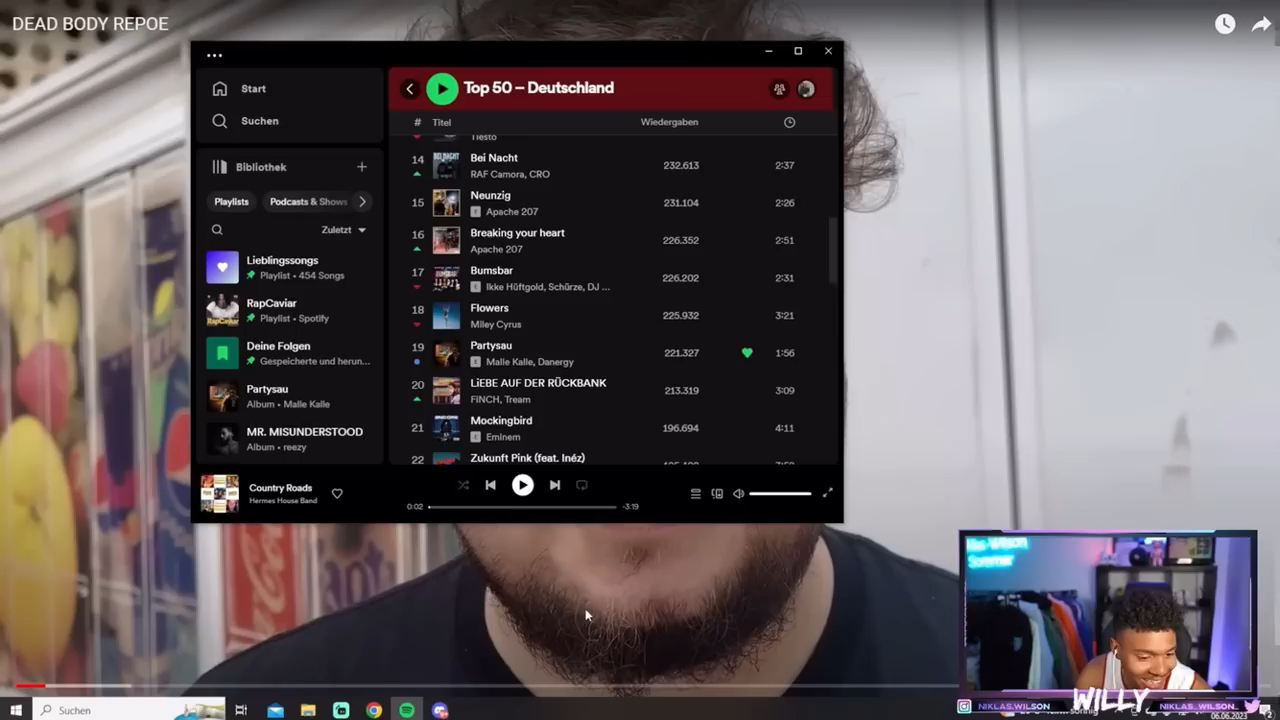 DEAD BODY REPOE
Start
Suchen
Bibliothek
Playlists
Podcasts & Shows
Zuletzt
Lieblingssongs
Playlist • 454 Songs
RapCaviar
Playlist • Spotify
Deine Folgen
Gespeicherte und herun...
Partysau
Album • Malle Kalle
MR. MISUNDERSTOOD
Album • reezy
Top 50 – Deutschland
# Titel Wiedergaben
Tiësto
14 Bei Nacht 232.613 2:37
RAF Camora, CRO
15 Neunzig 231.104 2:26
E Apache 207
16 Breaking your heart 226.352 2:51
Apache 207
17 Bumsbar 226.202 2:31
E Ikke Hüftgold, Schürze, DJ ...
18 Flowers 225.932 3:21
Miley Cyrus
19 Partysau 221.327 1:56
E Malle Kalle, Danergy
20 LiEBE AUF DER RÜCKBANK 213.319 3:09
FiNCH, Tream
21 Mockingbird 196.694 4:11
E Eminem
22 Zukunft Pink (feat. Inéz)
Country Roads
Hermes House Band
0:02 -3:19
WILLY
NIKLAS.WILSON
NIKLAS.WILSON_
Suchen
06.06.2023